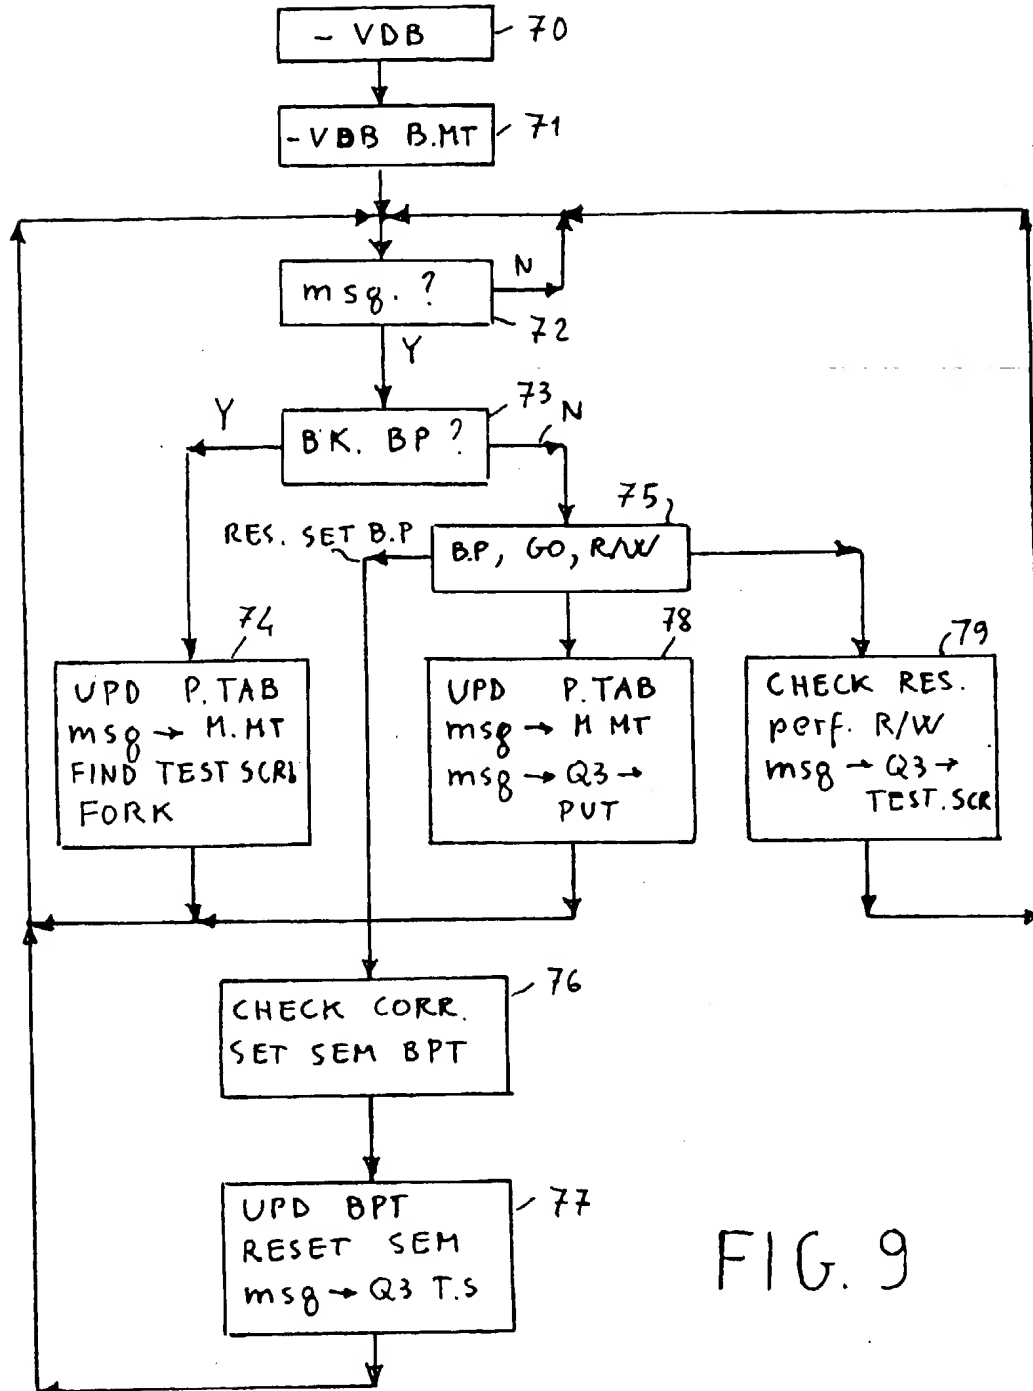 - VDB
70
-VDB B.MT
71
msg. ?
N
72
Y
73
Y
BK. BP ?
N
75
RES. SET B.P
B.P, GO, R/W
74
78
79
UPD P.TAB
msg → M.MT
FIND TEST SCRI
FORK
UPD P.TAB
msg → M MT
msg → Q3 →
PUT
CHECK RES.
perf. R/W
msg → Q3 →
TEST.SCR
76
CHECK CORR.
SET SEM BPT
77
UPD BPT
RESET SEM
msg → Q3 T.S
FIG. 9